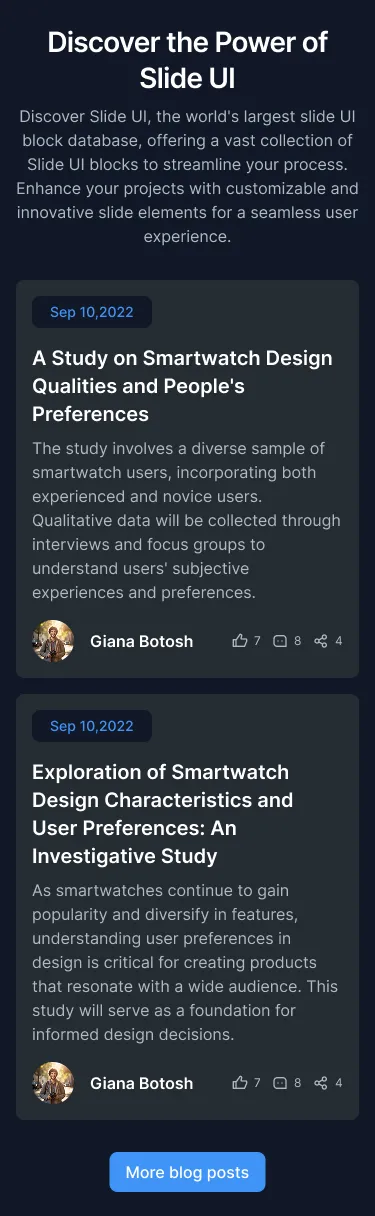 Discover the Power of
Slide UI
Discover Slide UI, the world's largest slide UI
block database, offering a vast collection of
Slide UI blocks to streamline your process.
Enhance your projects with customizable and
innovative slide elements for a seamless user
experience.
Sep 10,2022
A Study on Smartwatch Design
Qualities and People's
Preferences
The study involves a diverse sample of
smartwatch users, incorporating both
experienced and novice users.
Qualitative data will be collected through
interviews and focus groups to
understand users' subjective
experiences and preferences.
Giana Botosh 7 8 4
Sep 10,2022
Exploration of Smartwatch
Design Characteristics and
User Preferences: An
Investigative Study
As smartwatches continue to gain
popularity and diversify in features,
understanding user preferences in
design is critical for creating products
that resonate with a wide audience. This
study will serve as a foundation for
informed design decisions.
Giana Botosh 7 8 4
More blog posts